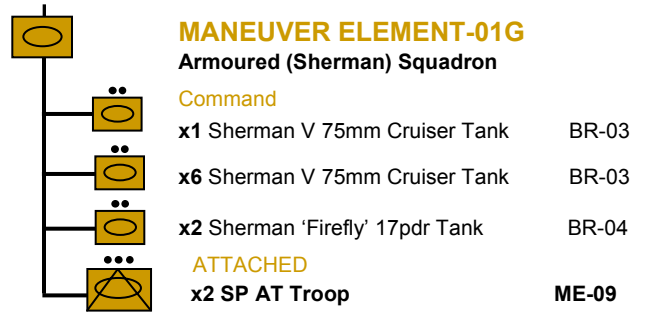 MANEUVER ELEMENT-01G
Armoured (Sherman) Squadron
Command
x1 Sherman V 75mm Cruiser Tank BR-03
x6 Sherman V 75mm Cruiser Tank BR-03
x2 Sherman ‘Firefly’ 17pdr Tank BR-04
ATTACHED
x2 SP AT Troop ME-09